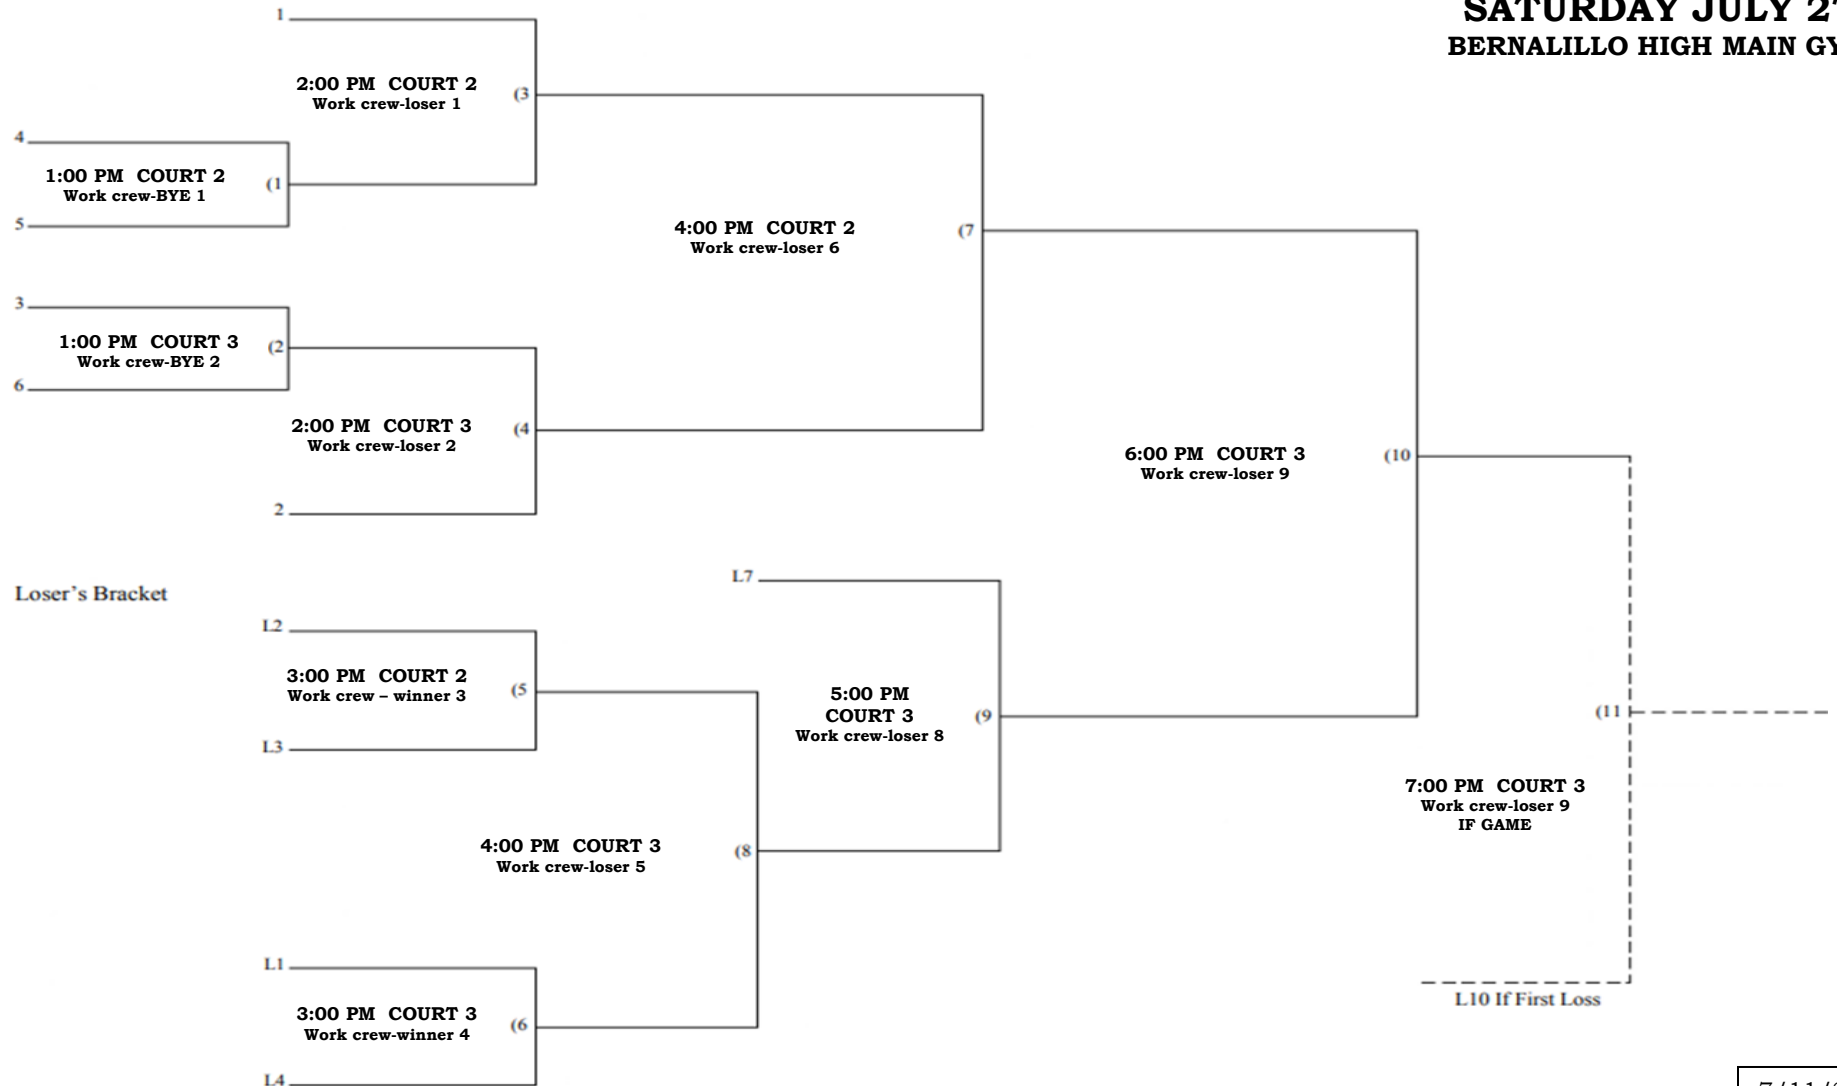 SATURDAY JULY 27
BERNALILLO HIGH MAIN GY
1
2:00 PM COURT 2
Work crew-loser 1
(3
4
1:00 PM COURT 2
Work crew-BYE 1
(1
5
4:00 PM COURT 2
Work crew-loser 6
(7
3
1:00 PM COURT 3
Work crew-BYE 2
(2
6
2:00 PM COURT 3
Work crew-loser 2
(4
6:00 PM COURT 3
Work crew-loser 9
(10
2
Loser's Bracket
L7
L2
3:00 PM COURT 2
Work crew – winner 3
(5
L3
5:00 PM
COURT 3
Work crew-loser 8
(9
(11
7:00 PM COURT 3
Work crew-loser 9
IF GAME
4:00 PM COURT 3
Work crew-loser 5
(8
L1
3:00 PM COURT 3
Work crew-winner 4
(6
L10 If First Loss
L4